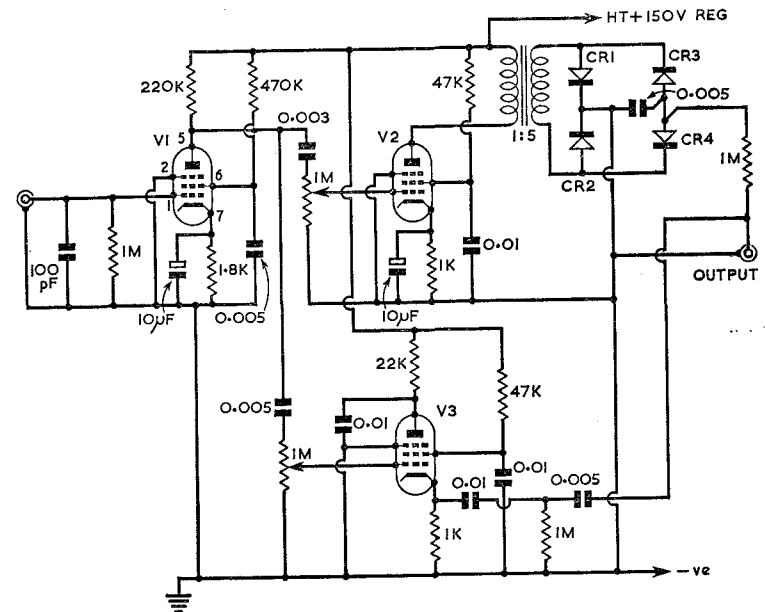 HT+150V REG
220K
470K
47K
CR1
CR3
0.003
0.005
V1
5
V2
1:5
CR4
2
6
1M
1M
1
CR2
7
0.01
100
pF
1M
1.8K
1K
OUTPUT
10µF
0.005
10µF
22K
47K
V3
0.005
0.01
1M
0.01
0.01
0.005
1K
1M
-ve